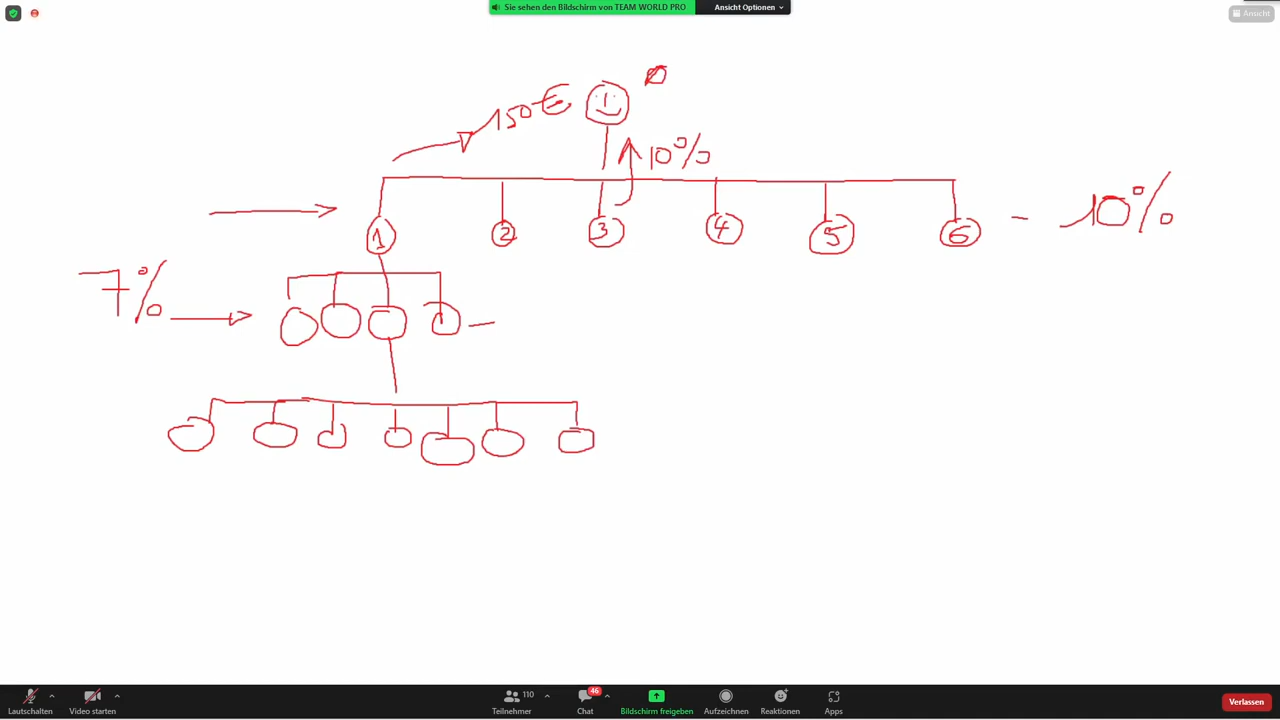 Sie sehen den Bildschirm von TEAM WORLD PRO
Ansicht Optionen
Ansicht
150 €
10%
1 2 3 4 5 6 - 10%
7%
Lautschalten
Video starten
110
Teilnehmer
46
Chat
Bildschirm freigeben
Aufzeichnen
Reaktionen
Apps
Verlassen